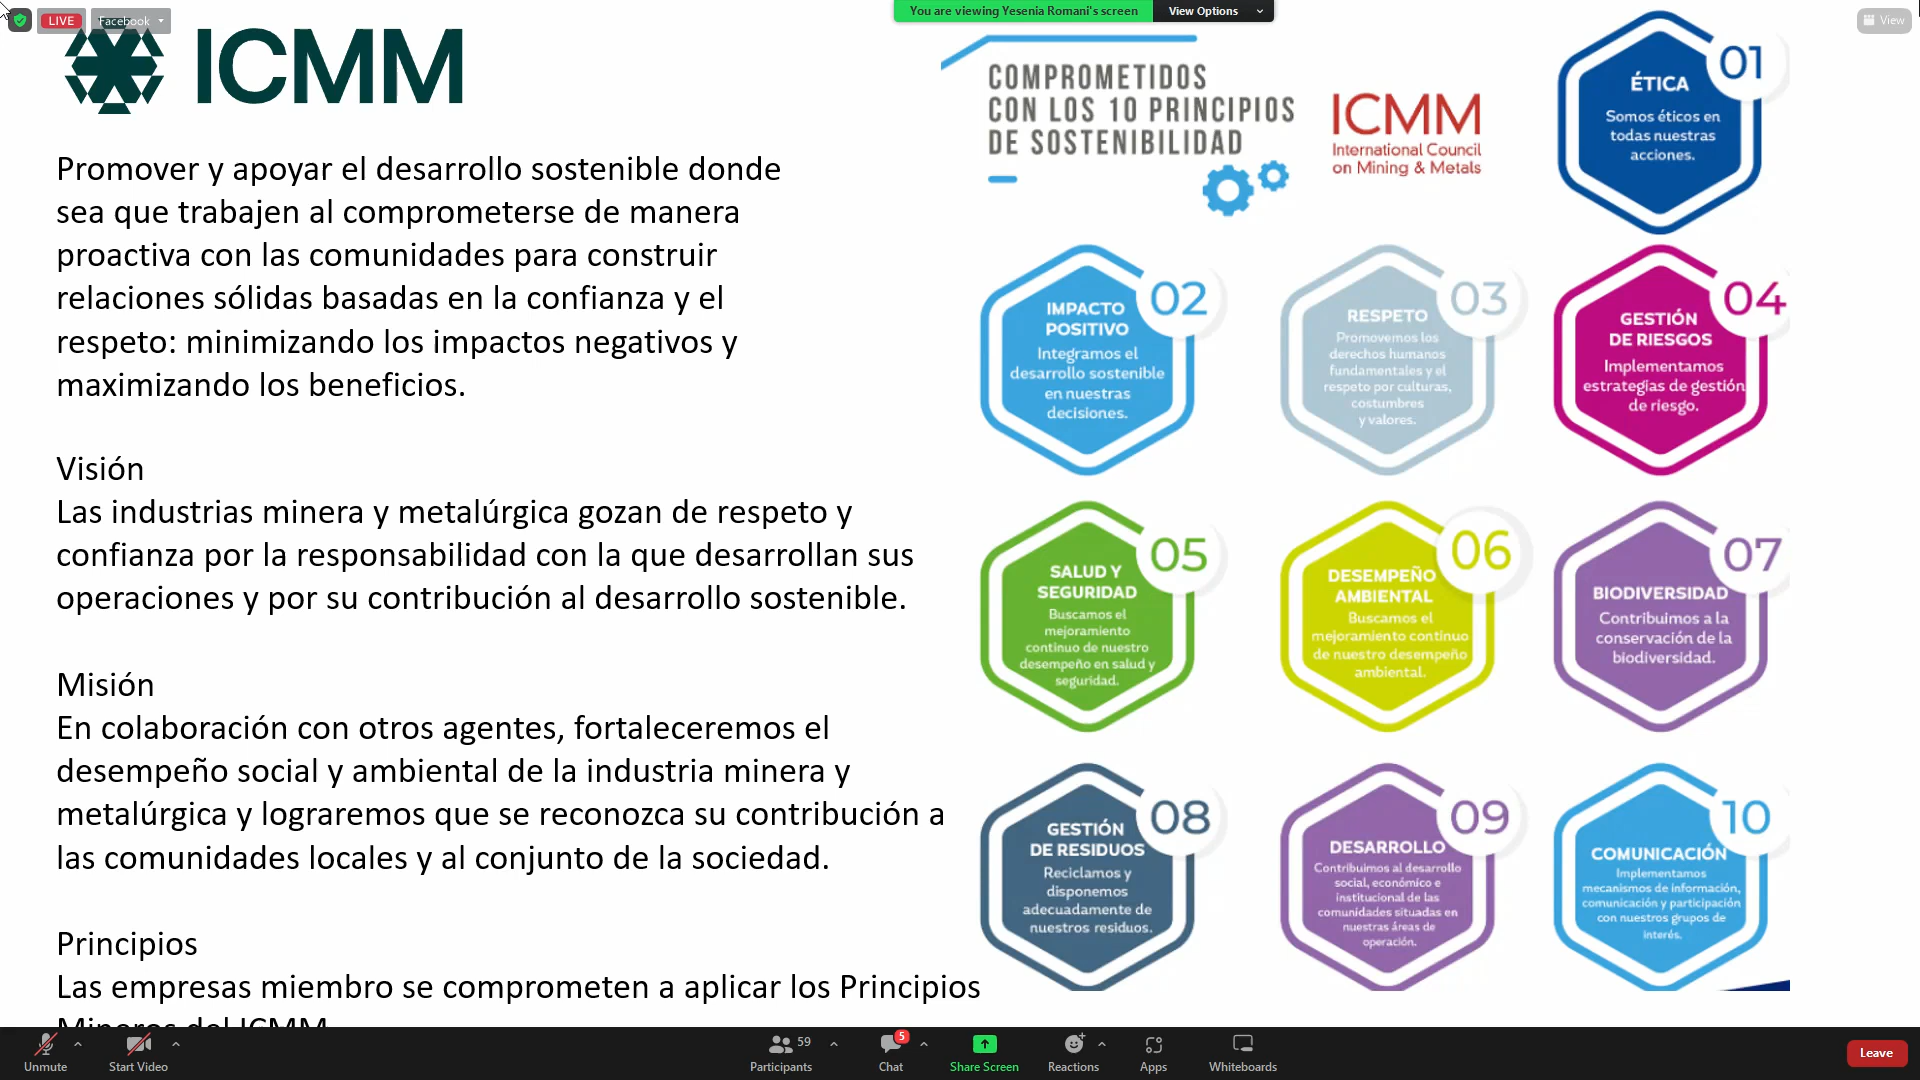 LIVE
Facebook
You are viewing Yesenia Romani's screen
View Options
View
ICMM
Promover y apoyar el desarrollo sostenible donde
sea que trabajen al comprometerse de manera
proactiva con las comunidades para construir
relaciones sólidas basadas en la confianza y el
respeto: minimizando los impactos negativos y
maximizando los beneficios.
Visión
Las industrias minera y metalúrgica gozan de respeto y
confianza por la responsabilidad con la que desarrollan sus
operaciones y por su contribución al desarrollo sostenible.
Misión
En colaboración con otros agentes, fortaleceremos el
desempeño social y ambiental de la industria minera y
metalúrgica y lograremos que se reconozca su contribución a
las comunidades locales y al conjunto de la sociedad.
Principios
Las empresas miembro se comprometen a aplicar los Principios
Mineros del ICMM
COMPROMETIDOS
CON LOS 10 PRINCIPIOS
DE SOSTENIBILIDAD
ICMM
International Council
on Mining & Metals
01
ÉTICA
Somos éticos en
todas nuestras
acciones.
02
IMPACTO
POSITIVO
Integramos el
desarrollo sostenible
en nuestras
decisiones.
03
RESPETO
Promovemos los
derechos humanos
fundamentales y el
respeto por culturas,
costumbres
y valores.
04
GESTIÓN
DE RIESGOS
Implementamos
estrategias de gestión
de riesgo.
05
SALUD Y
SEGURIDAD
Buscamos el
mejoramiento
continuo de nuestro
desempeño en salud y
seguridad.
06
DESEMPEÑO
AMBIENTAL
Buscamos el
mejoramiento continuo
de nuestro desempeño
ambiental.
07
BIODIVERSIDAD
Contribuimos a la
conservación de la
biodiversidad.
08
GESTIÓN
DE RESIDUOS
Reciclamos y
disponemos
adecuadamente de
nuestros residuos.
09
DESARROLLO
Contribuimos al desarrollo
social, económico e
institucional de las
comunidades situadas en
nuestras áreas de
operación.
10
COMUNICACIÓN
Implementamos
mecanismos de información,
comunicación y participación
con nuestros grupos de
interés.
Unmute
Start Video
59
Participants
5
Chat
Share Screen
Reactions
Apps
Whiteboards
Leave